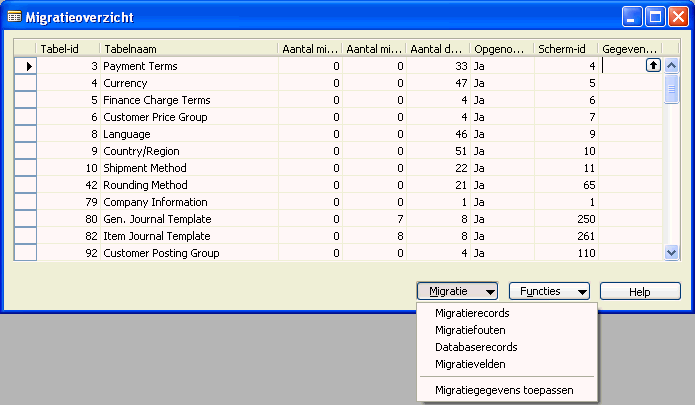 Migratieoverzicht
Tabel-id Tabelnaam Aantal mi... Aantal mi... Aantal d... Opgeno... Scherm-id Gegeven...
3 Payment Terms 0 0 33 Ja 4
4 Currency 0 0 47 Ja 5
5 Finance Charge Terms 0 0 4 Ja 6
6 Customer Price Group 0 0 4 Ja 7
8 Language 0 0 46 Ja 9
9 Country/Region 0 0 51 Ja 10
10 Shipment Method 0 0 22 Ja 11
42 Rounding Method 0 0 21 Ja 65
79 Company Information 0 0 1 Ja 1
80 Gen. Journal Template 0 7 8 Ja 250
82 Item Journal Template 0 8 8 Ja 261
92 Customer Posting Group 0 0 4 Ja 110
Migratie Functies Help
Migratierecords
Migratiefouten
Databaserecords
Migratievelden
Migratiegegevens toepassen